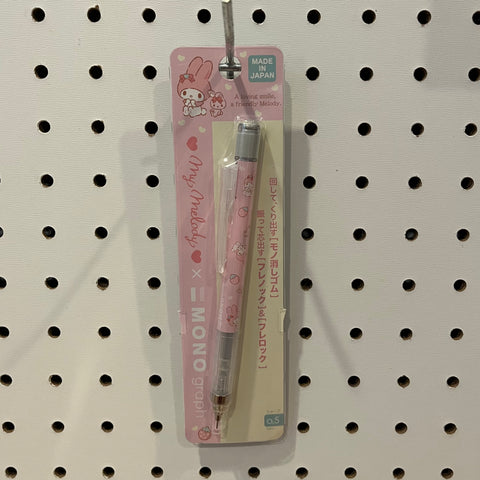 MADE
IN
JAPAN
A loving smile,
a friendly Melody.
My Melody
×
MONO
graph
回して、くり出す[モノ消しゴム]
振って芯出す[フレノック]&[フレロック]
0.5